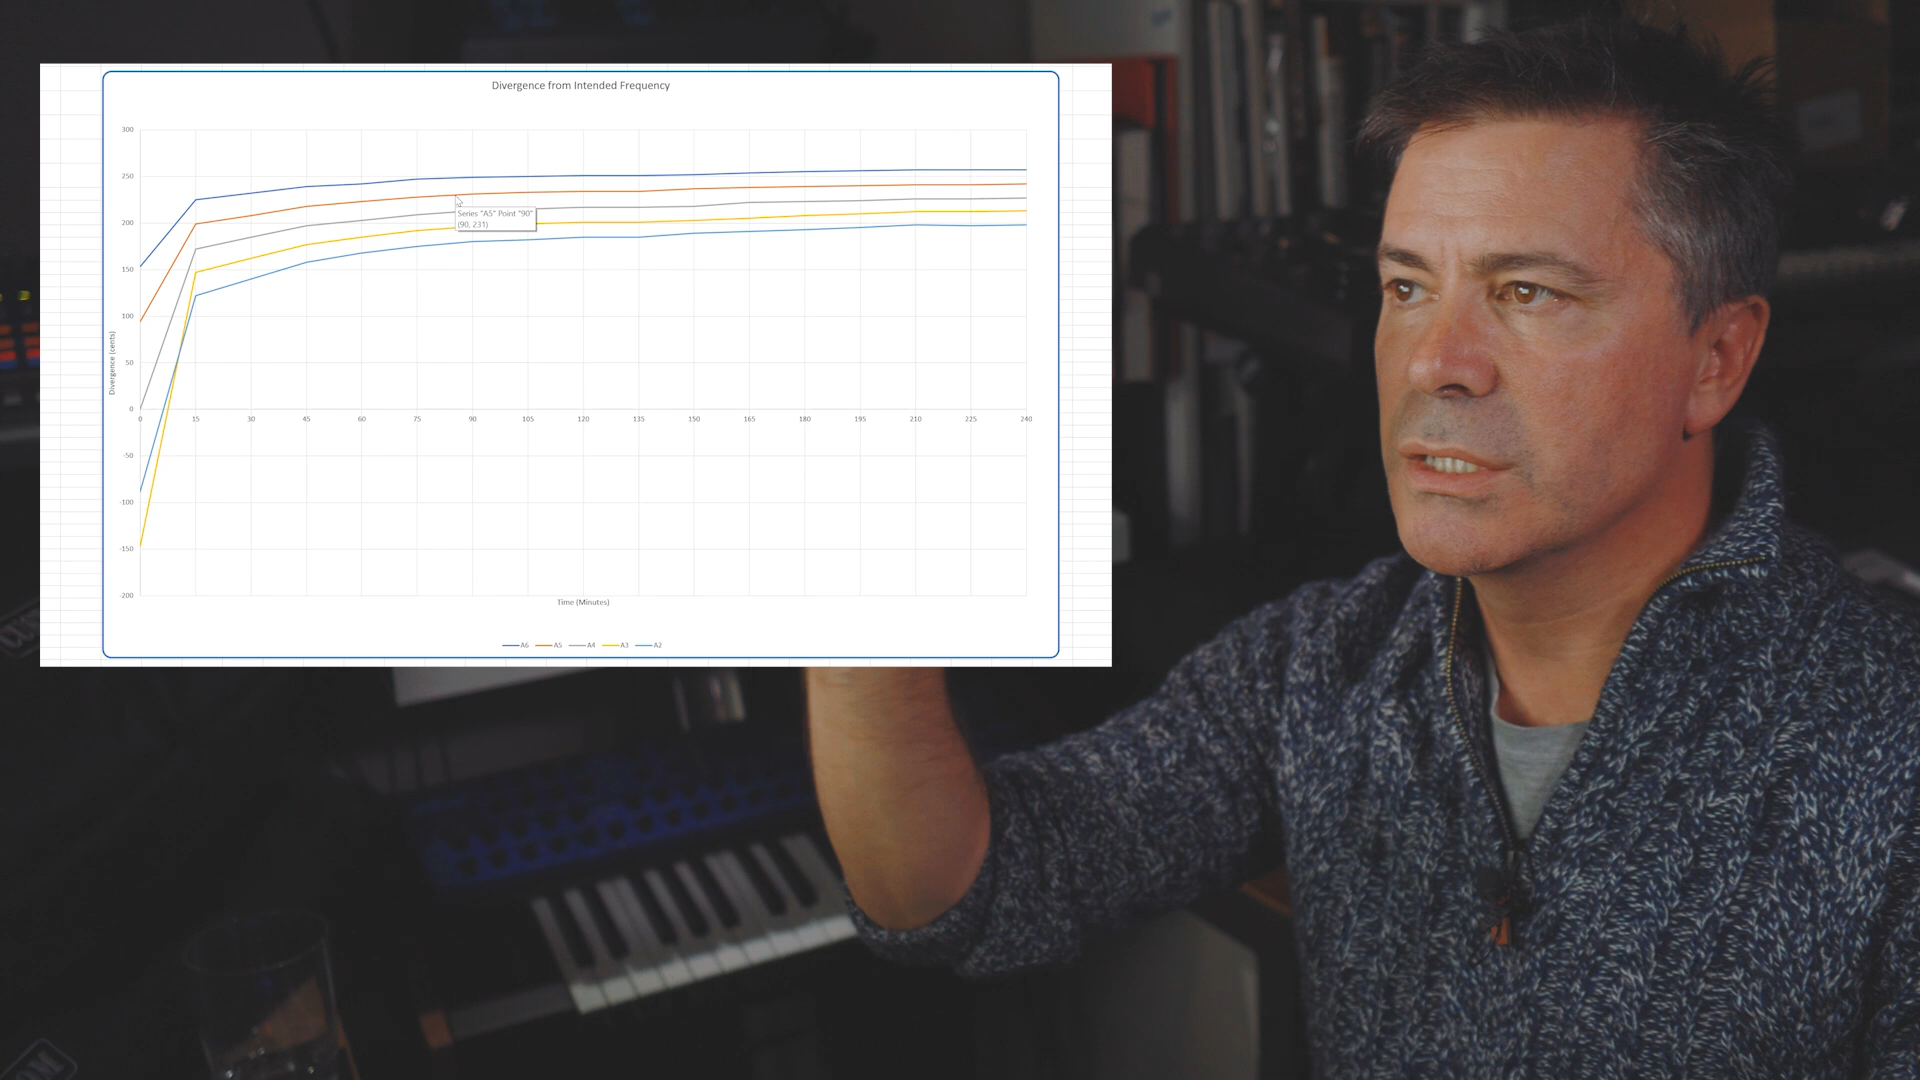 Divergence from Intended Frequency
300
250
200
150
100
50
0
-50
-100
-150
-200
Divergence (cents)
0 15 30 45 60 75 90 105 120 135 150 165 180 195 210 225 240
Series "A5" Point "90"
(90, 231)
Time (Minutes)
A6 A5 A4 A3 A2